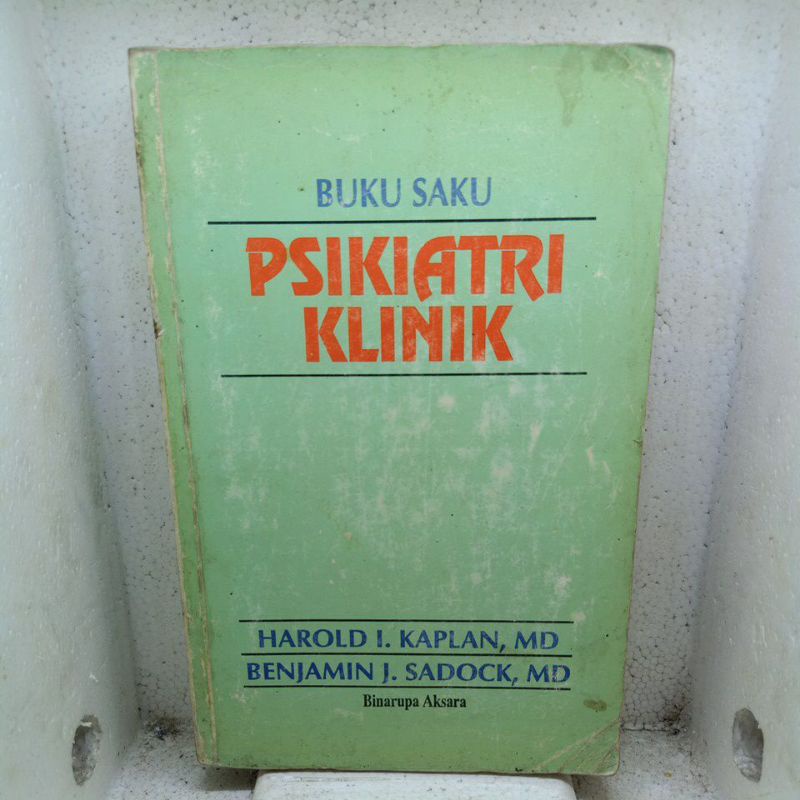 BUKU SAKU
PSIKIATRI
KLINIK
HAROLD I. KAPLAN, MD
BENJAMIN J. SADOCK, MD
Binarupa Aksara